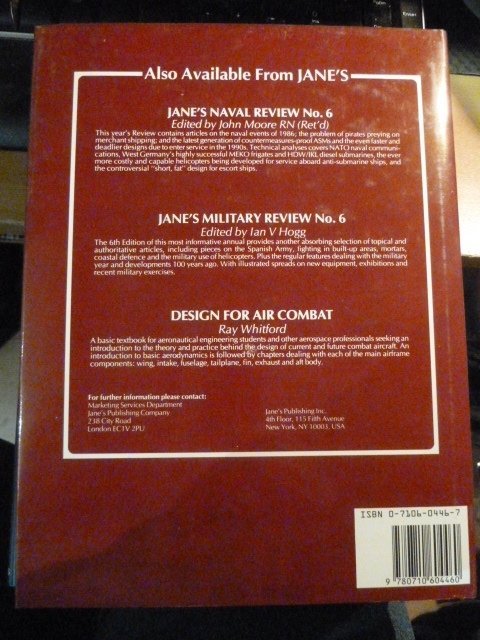 Also Available From JANE'S
JANE'S NAVAL REVIEW No. 6
Edited by John Moore RN (Ret'd)
This year's Review contains articles on the naval events of 1986; the problem of pirates preying on
merchant shipping; and the latest generation of countermeasures-proof ASMs and the even faster and
deadlier designs due to enter service in the 1990s. Technical analyses covers NATO naval communi-
cations, West Germany's highly successful MEKO frigates and HDW/IKL diesel submarines, the ever
more costly and capable helicopters being developed for service aboard anti-submarine ships, and
the controversial "short, fat" design for escort ships.
JANE'S MILITARY REVIEW No. 6
Edited by Ian V Hogg
The 6th Edition of this most informative annual provides another absorbing selection of topical and
authoritative articles, including pieces on the Spanish Army, fighting in built-up areas, mortars,
coastal defence and the military use of helicopters. Plus the regular features dealing with the military
year and developments 100 years ago. With illustrated spreads on new equipment, exhibitions and
recent military exercises.
DESIGN FOR AIR COMBAT
Ray Whitford
A basic textbook for aeronautical engineering students and other aerospace professionals seeking an
introduction to the theory and practice behind the design of current and future combat aircraft. An
introduction to basic aerodynamics is followed by chapters dealing with each of the main airframe
components: wing, intake, fuselage, tailplane, fin, exhaust and aft body.
For further information please contact:
Marketing Services Department
Jane's Publishing Company
238 City Road
London EC1V 2PU
Jane's Publishing Inc.
4th Floor, 115 Fifth Avenue
New York, NY 10003, USA
ISBN 0-7106-0446-7
9 780710 604460